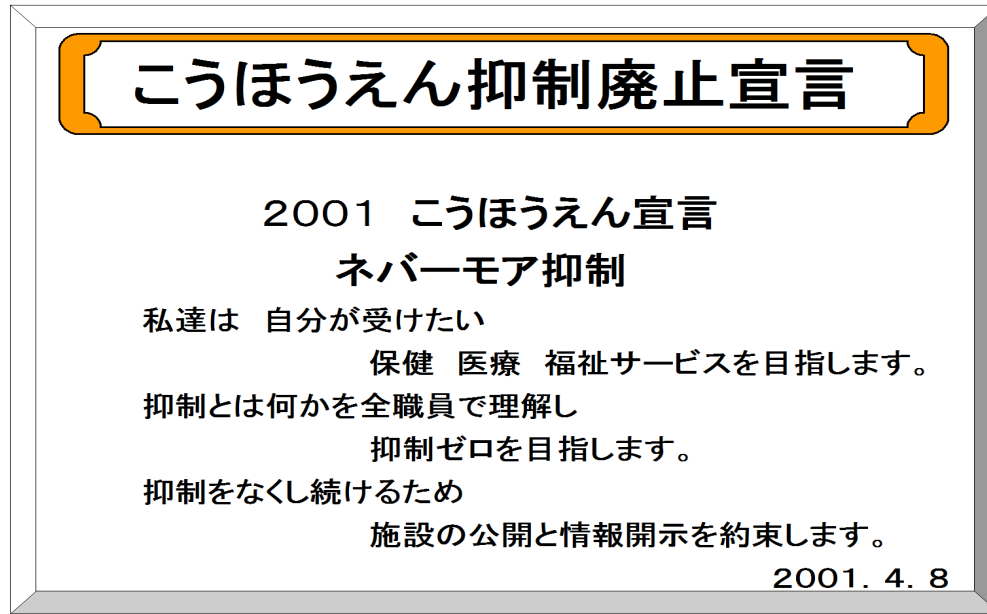 こうほうえん抑制廃止宣言
2001　こうほうえん宣言
ネバーモア抑制
私達は　自分が受けたい
保健　医療　福祉サービスを目指します。
抑制とは何かを全職員で理解し
抑制ゼロを目指します。
抑制をなくし続けるため
施設の公開と情報開示を約束します。
2001. 4. 8